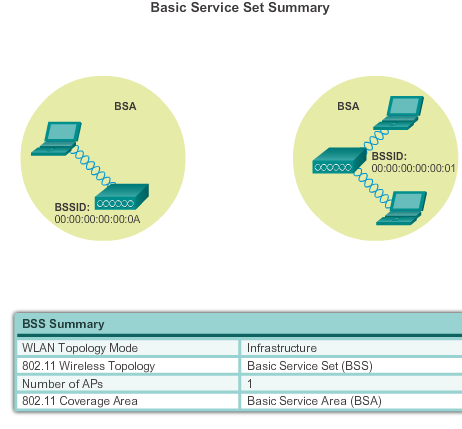 Basic Service Set Summary
BSA
BSSID:
00:00:00:00:00:0A
BSA
BSSID:
00:00:00:00:00:01
BSS Summary
WLAN Topology Mode Infrastructure
802.11 Wireless Topology Basic Service Set (BSS)
Number of APs 1
802.11 Coverage Area Basic Service Area (BSA)